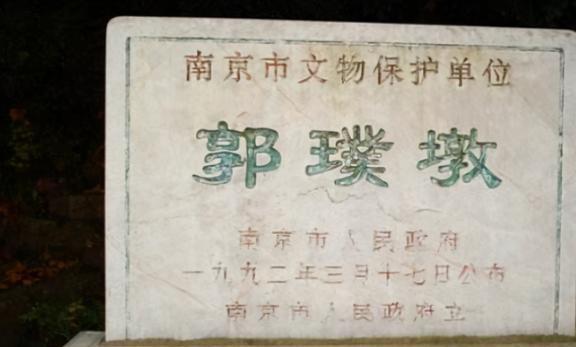 南京市文物保护单位
郭璞墩
南京市人民政府
一九九二年三月十七日公布
南京市人民政府立